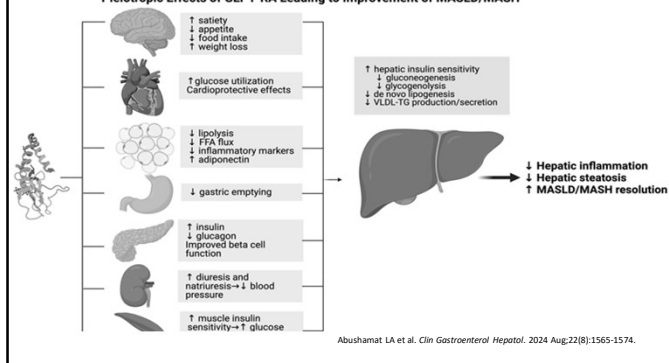 ↑ satiety
↓ appetite
↓ food intake
↑ weight loss
↑glucose utilization
Cardioprotective effects
↓ lipolysis
↓ FFA flux
↓ inflammatory markers
↑ adiponectin
↓ gastric emptying
↑ insulin
↓ glucagon
Improved beta cell
function
↑ diuresis and
natriuresis→↓ blood
pressure
↑ muscle insulin
sensitivity→↑ glucose
↑ hepatic insulin sensitivity
↓ gluconeogenesis
↓ glycogenolysis
↓ de novo lipogenesis
↓ VLDL-TG production/secretion
↓ Hepatic inflammation
↓ Hepatic steatosis
↑ MASLD/MASH resolution
Abushamat LA et al. Clin Gastroenterol Hepatol. 2024 Aug;22(8):1565-1574.